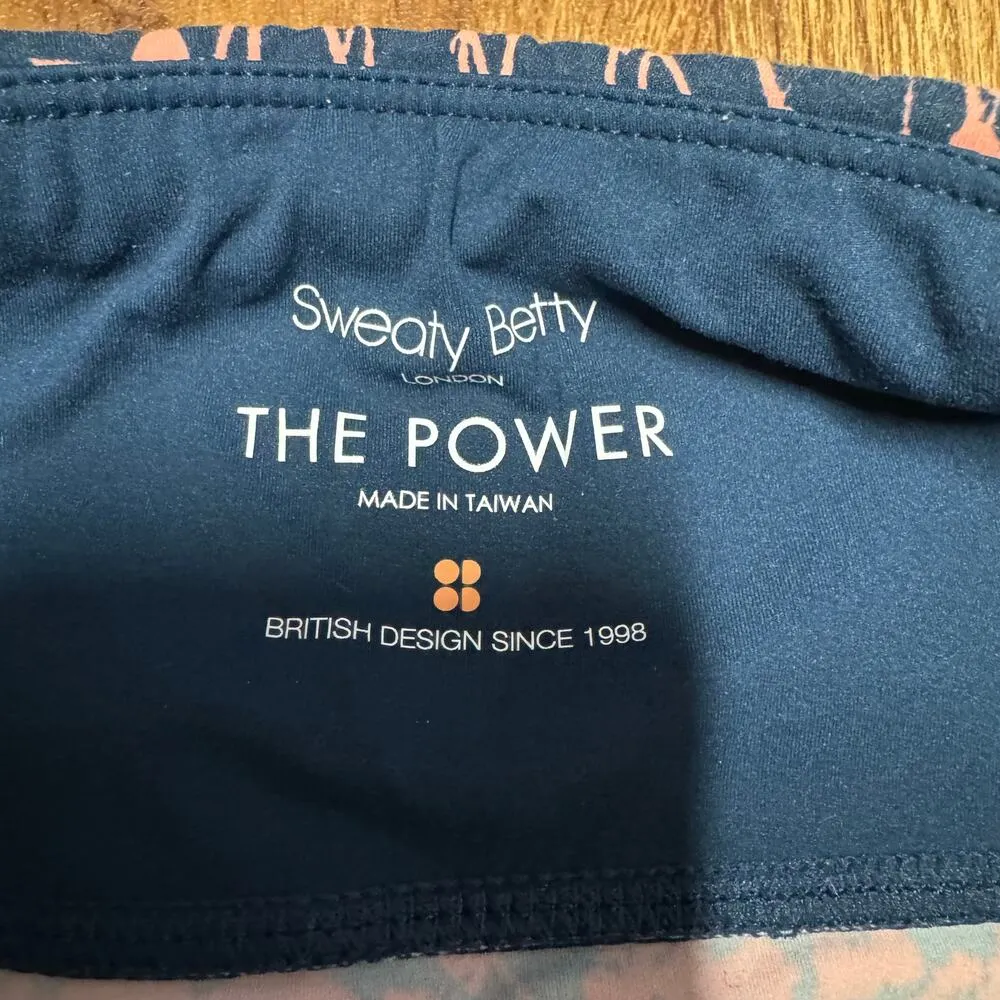 Sweaty Betty
LONDON
THE POWER
MADE IN TAIWAN
BRITISH DESIGN SINCE 1998